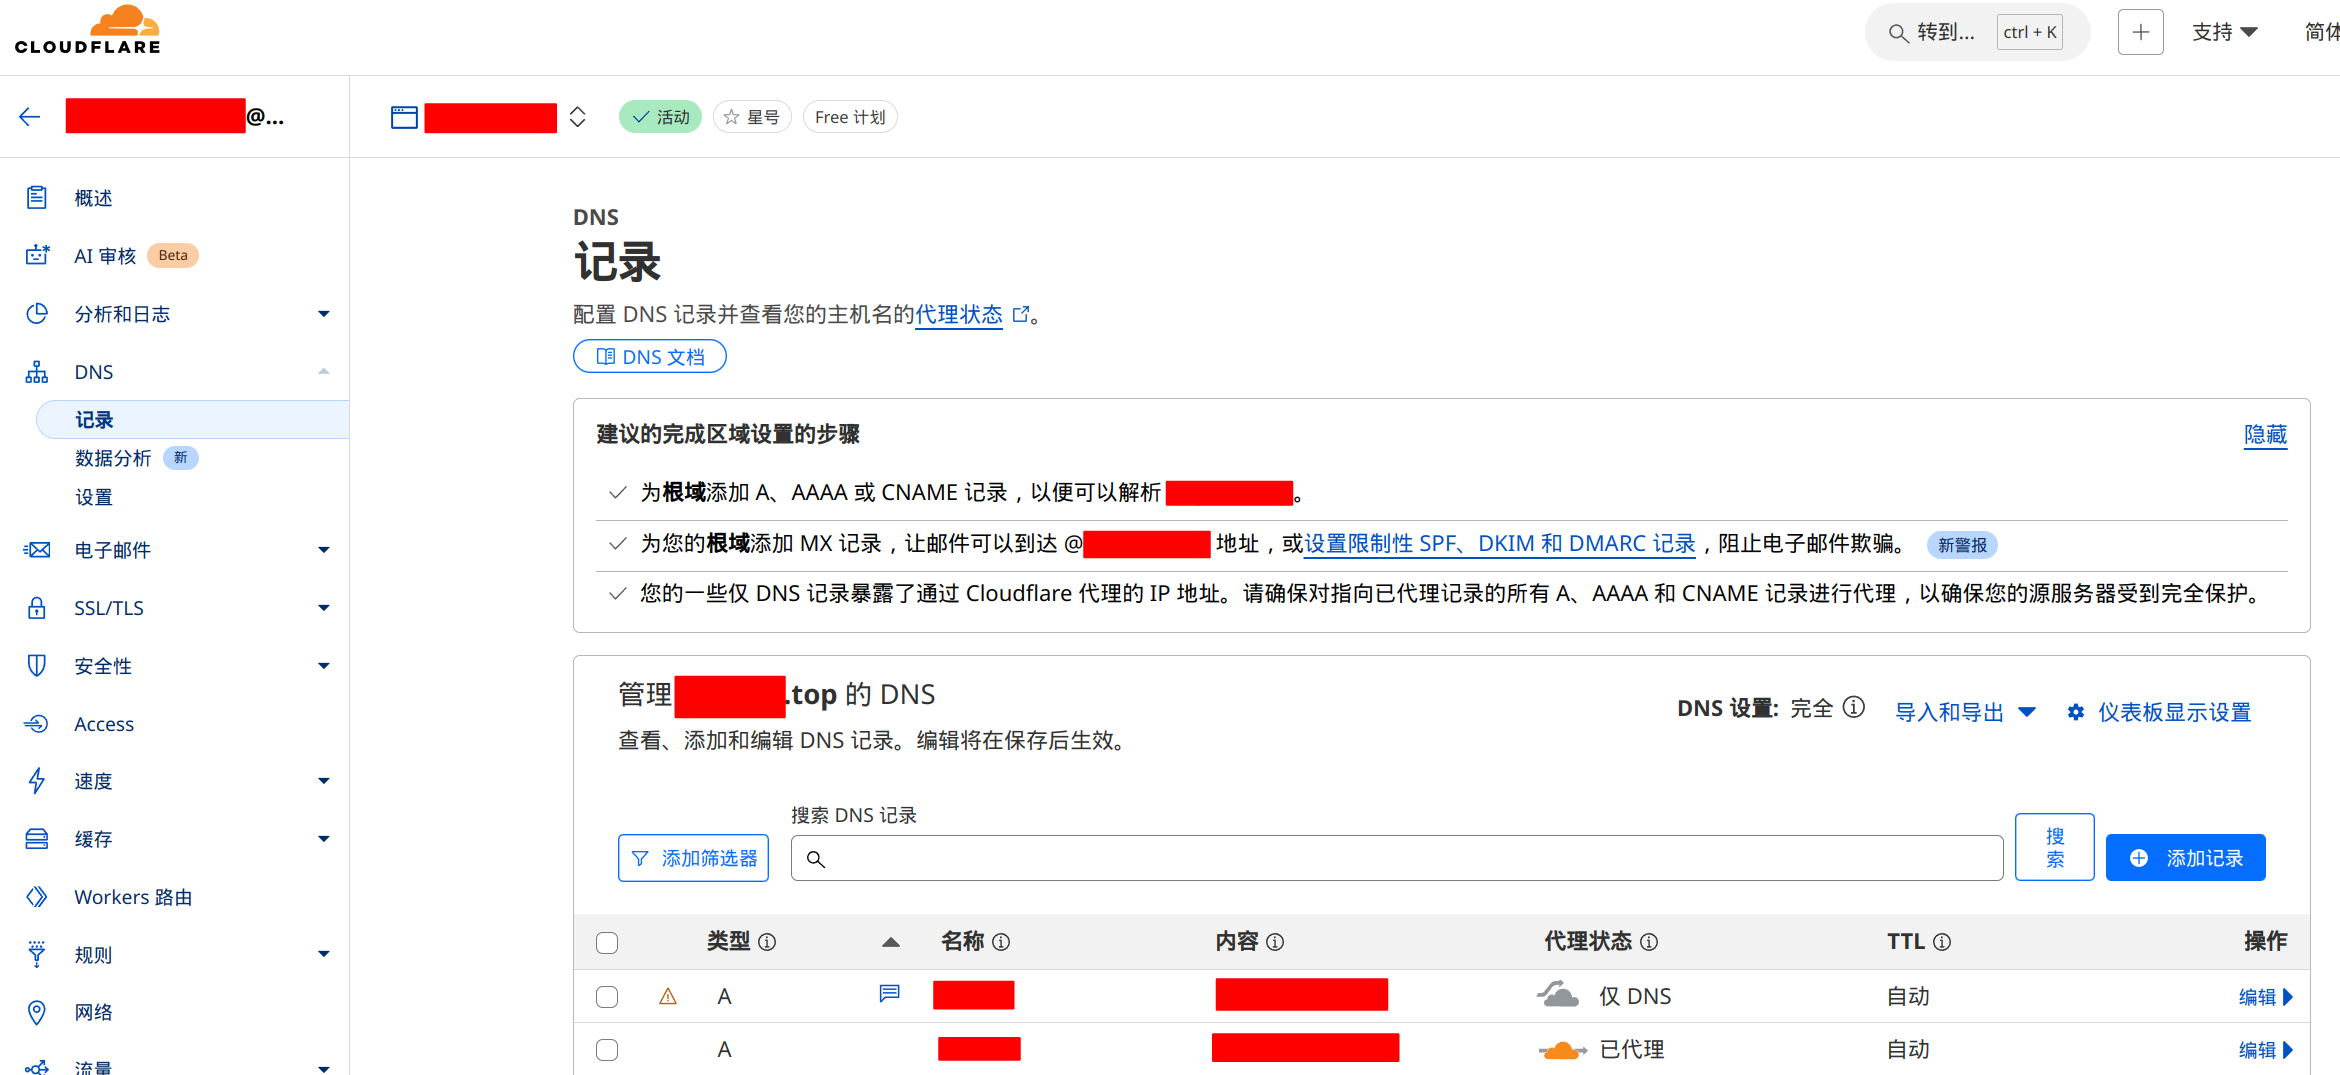 CLOUDFLARE
转到... ctrl + K
支持
简体
@...
活动
星号
Free 计划
概述
AI 审核 Beta
分析和日志
DNS
记录
数据分析 新
设置
电子邮件
SSL/TLS
安全性
Access
速度
缓存
Workers 路由
规则
网络
流量
DNS
记录
配置 DNS 记录并查看您的主机名的代理状态。
DNS 文档
建议的完成区域设置的步骤
隐藏
为根域添加 A、AAAA 或 CNAME 记录，以便可以解析 。
为您的根域添加 MX 记录，让邮件可以到达 @ 地址，或设置限制性 SPF、DKIM 和 DMARC 记录，阻止电子邮件欺骗。 新警报
您的一些仅 DNS 记录暴露了通过 Cloudflare 代理的 IP 地址。请确保对指向已代理记录的所有 A、AAAA 和 CNAME 记录进行代理，以确保您的源服务器受到完全保护。
管理 .top 的 DNS
查看、添加和编辑 DNS 记录。编辑将在保存后生效。
DNS 设置: 完全
导入和导出
仪表板显示设置
搜索 DNS 记录
添加筛选器
搜
索
添加记录
类型 名称 内容 代理状态 TTL 操作
A 仅 DNS 自动 编辑
A 已代理 自动 编辑